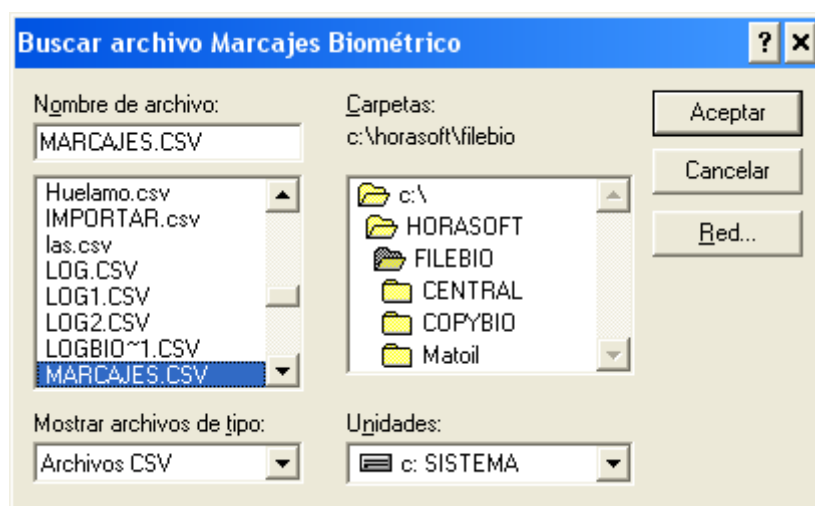 Buscar archivo Marcajes Biométrico
Nombre de archivo:
MARCAJES.CSV
Huelamo.csv
IMPORTAR.csv
las.csv
LOG.CSV
LOG1.CSV
LOG2.CSV
LOGBIO~1.CSV
MARCAJES.CSV
Mostrar archivos de tipo:
Archivos CSV
Carpetas:
c:\horasoft\filebio
c:\
HORASOFT
FILEBIO
CENTRAL
COPYBIO
Matoil
Unidades:
c: SISTEMA
Aceptar
Cancelar
Red...